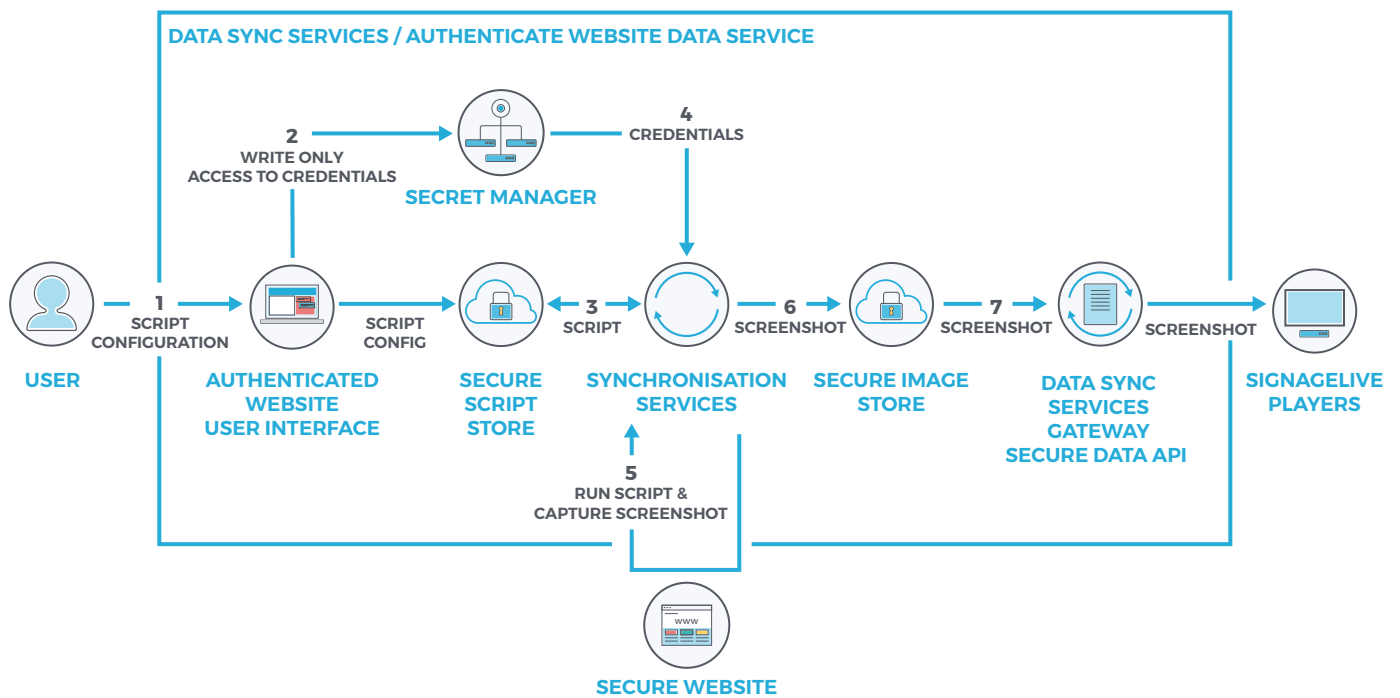 DATA SYNC SERVICES / AUTHENTICATE WEBSITE DATA SERVICE
2
WRITE ONLY
ACCESS TO CREDENTIALS
SECRET MANAGER
4
CREDENTIALS
USER
1
SCRIPT
CONFIGURATION
AUTHENTICATED
WEBSITE
USER INTERFACE
SCRIPT
CONFIG
SECURE
SCRIPT
STORE
3
SCRIPT
SYNCHRONISATION
SERVICES
6
SCREENSHOT
SECURE IMAGE
STORE
7
SCREENSHOT
DATA SYNC
SERVICES
GATEWAY
SECURE DATA API
SCREENSHOT
SIGNAGELIVE
PLAYERS
5
RUN SCRIPT &
CAPTURE SCREENSHOT
WWW
SECURE WEBSITE